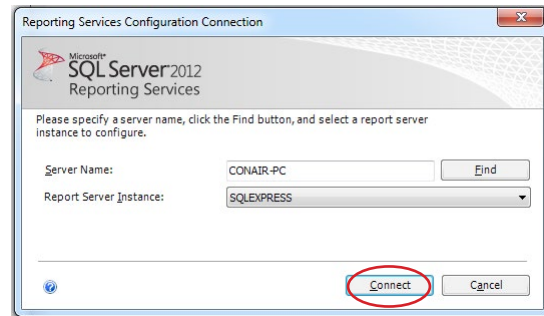 Reporting Services Configuration Connection
Microsoft®
SQL Server 2012
Reporting Services
Please specify a server name, click the Find button, and select a report server
instance to configure.
Server Name:
CONAIR-PC
Find
Report Server Instance:
SQLEXPRESS
Connect
Cancel